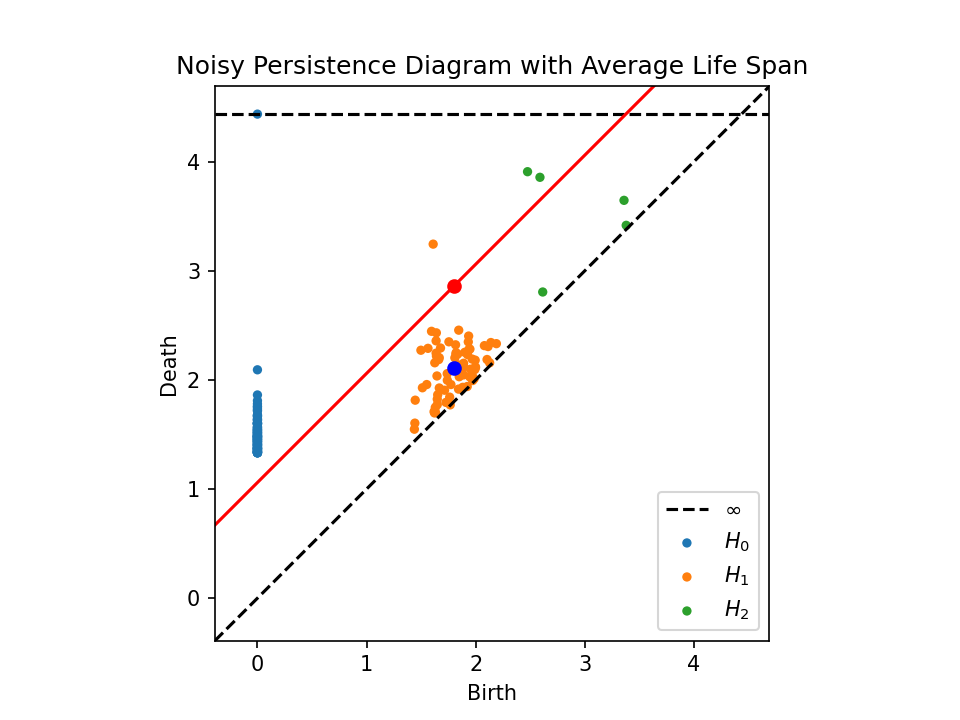 Noisy Persistence Diagram with Average Life Span
4
3
2
1
0
Death
0 1 2 3 4
Birth
∞
H₀
H₁
H₂